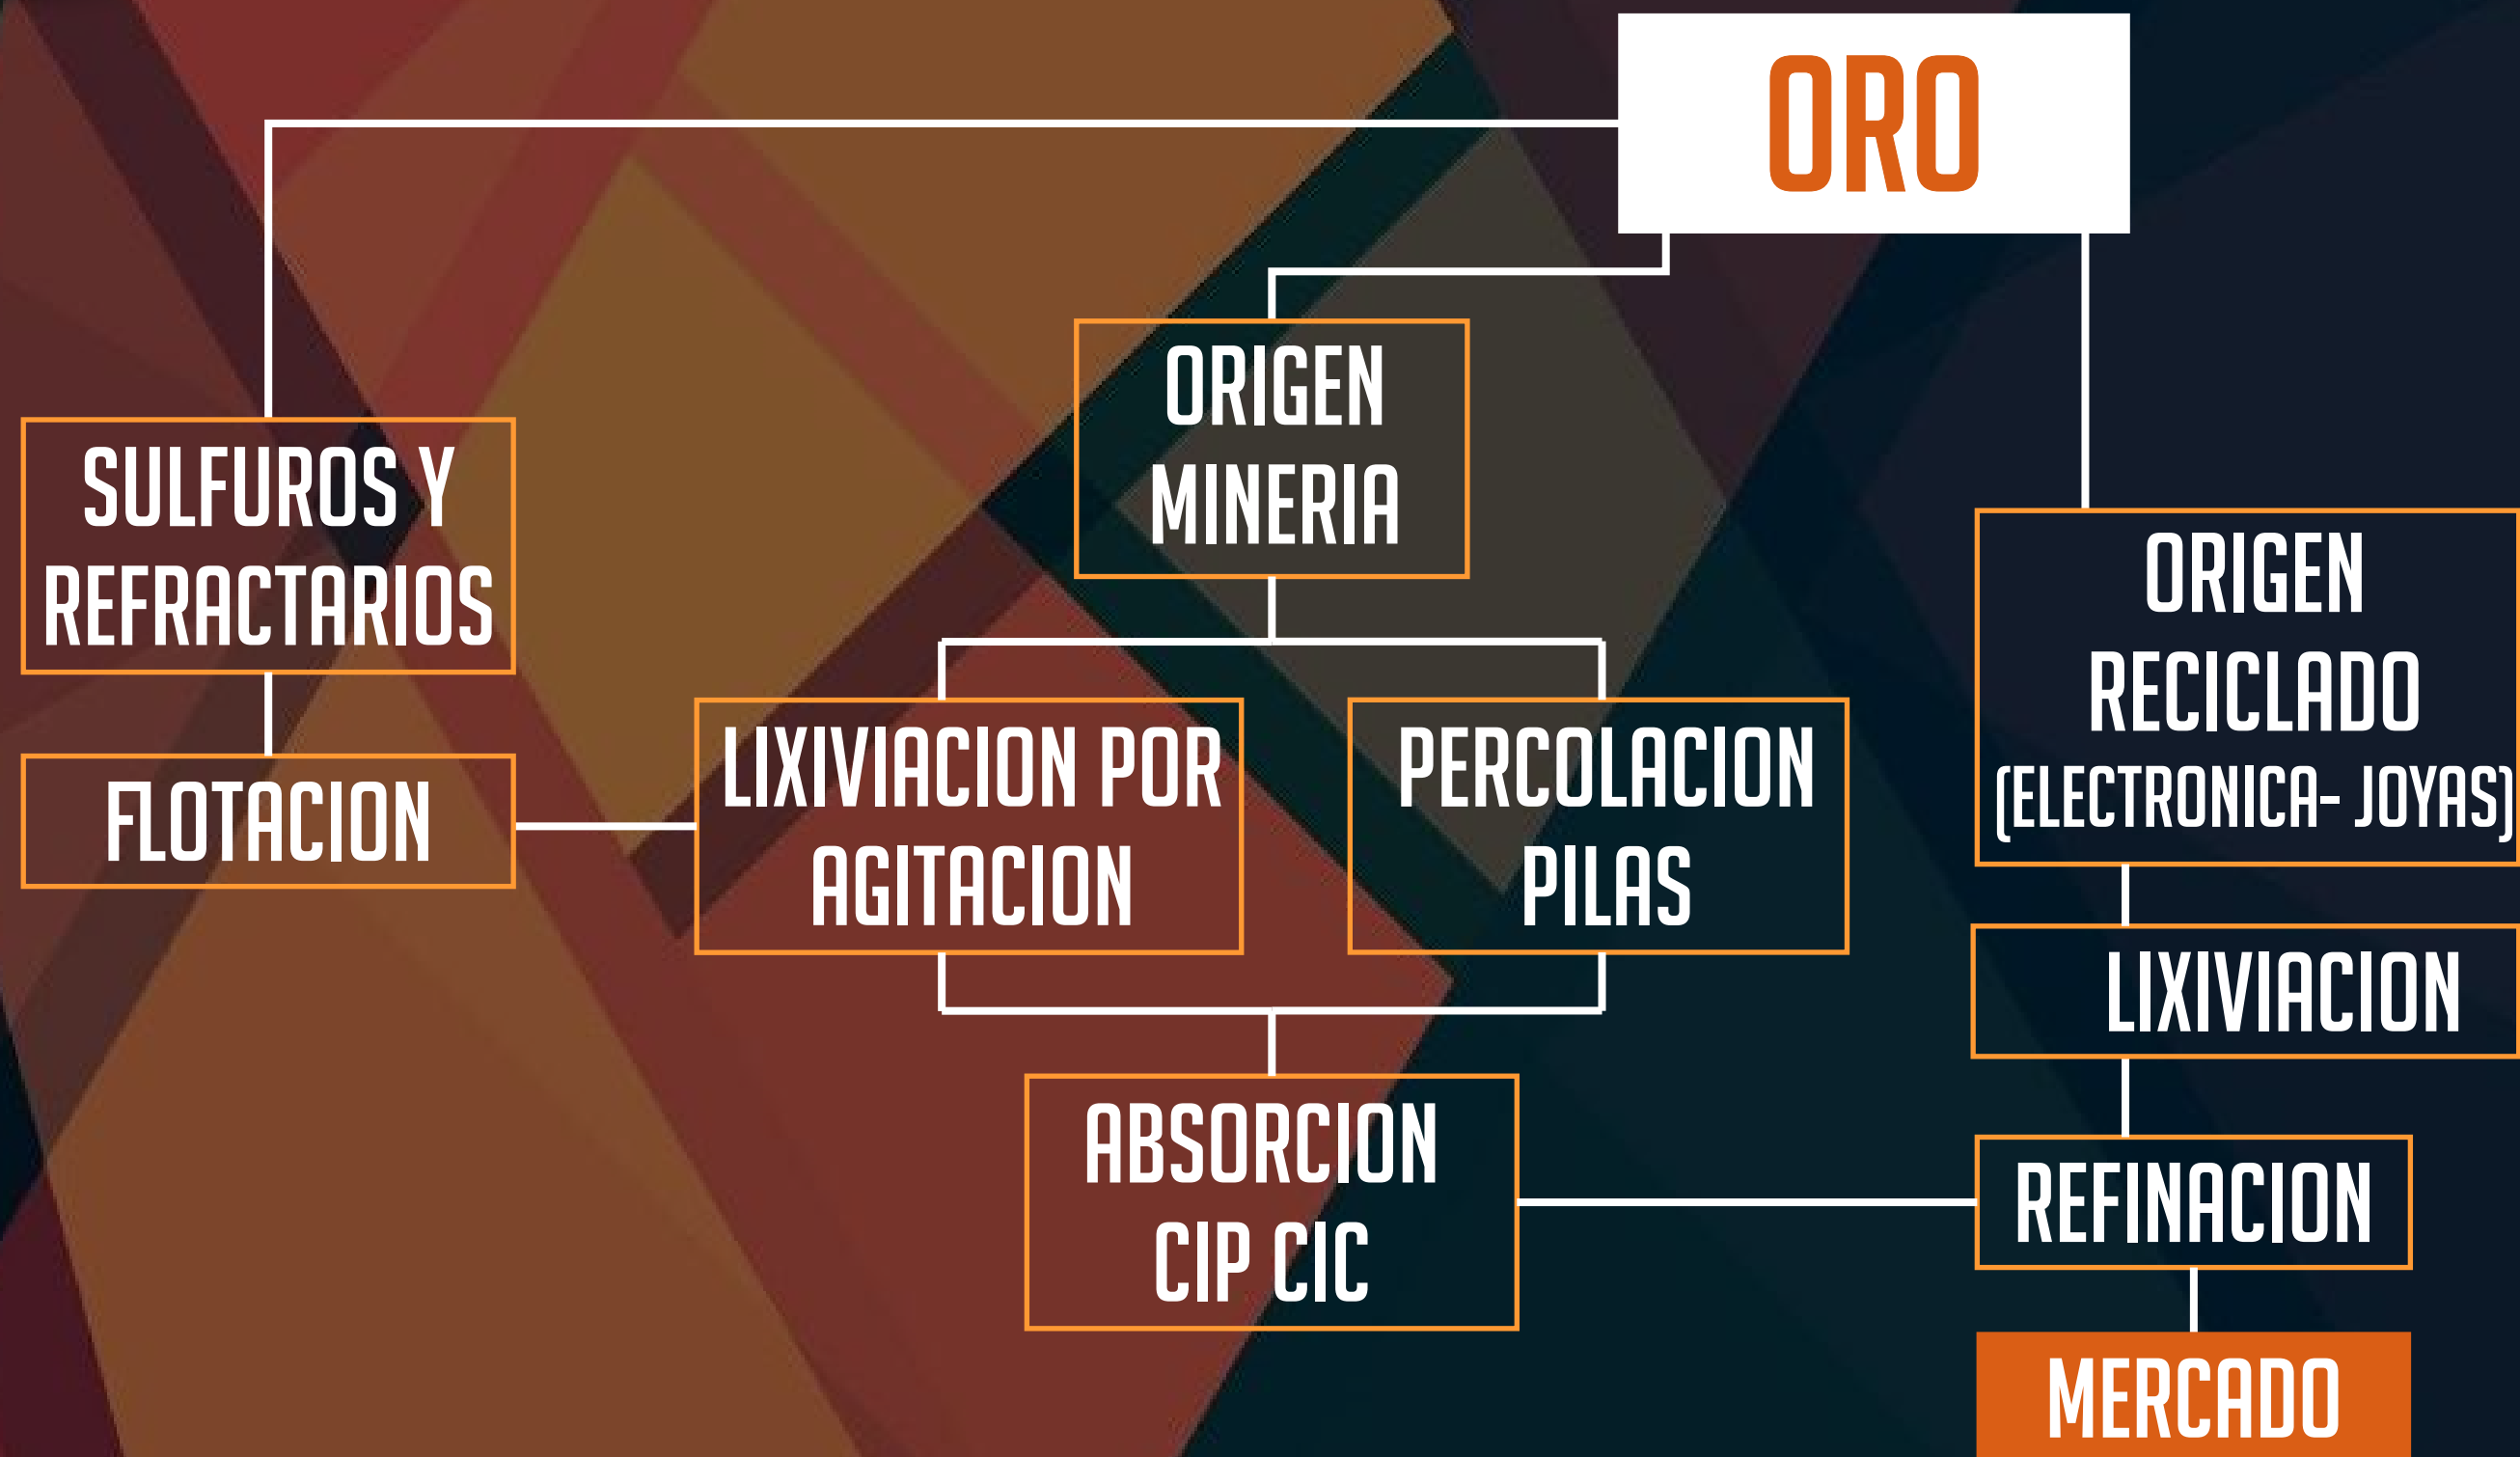 ORO
ORIGEN
MINERIA
SULFUROS Y
REFRACTARIOS
ORIGEN
RECICLADO
(ELECTRONICA- JOYAS)
FLOTACION
LIXIVIACION POR
AGITACION
PERCOLACION
PILAS
LIXIVIACION
ABSORCION
CIP CIC
REFINACION
MERCADO